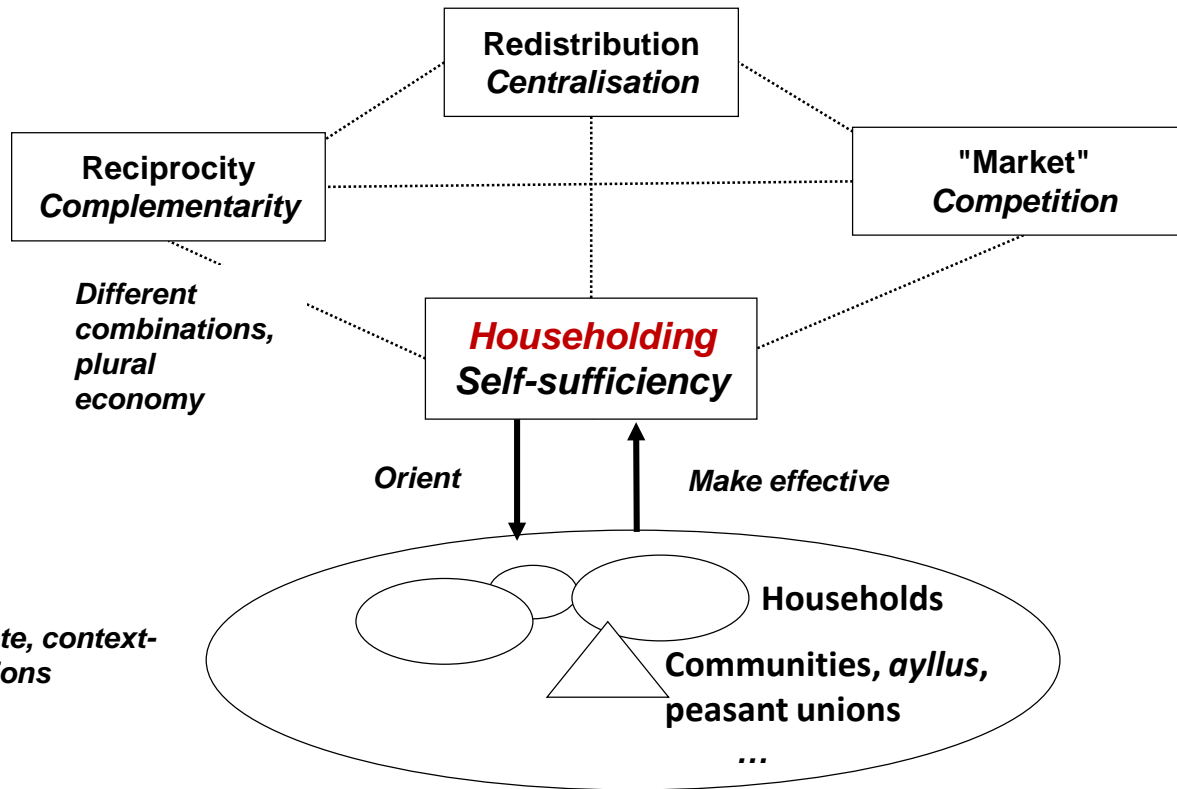 Redistribution
Centralisation
Reciprocity
Complementarity
"Market"
Competition
Different
combinations,
plural
economy
Householding
Self-sufficiency
Orient
Make effective
Households
context-
Communities, ayllus,
peasant unions
...